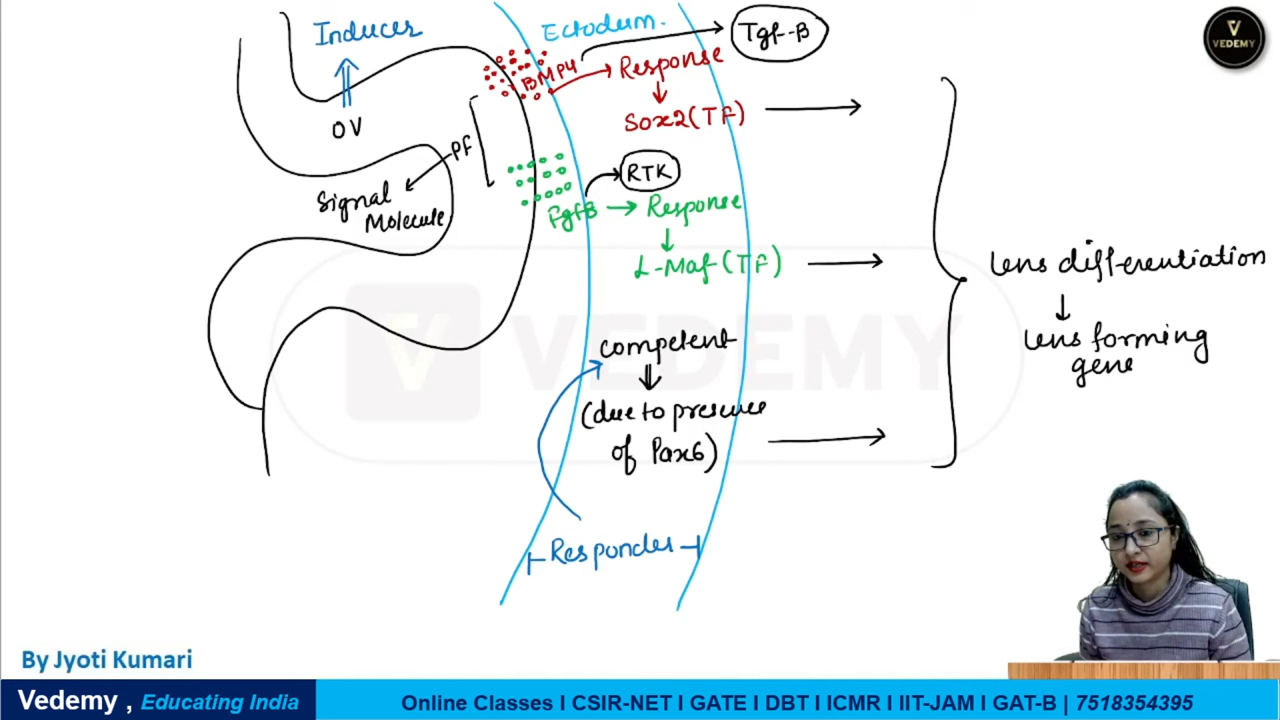 Inducer
OV
PF
Signal
Molecule
Ectoderm.
BMP4
Tgf-B
Response
Sox2(TF)
RTK
Fgf8
Response
L-Maf(TF)
competent
(due to presence
of Pax6)
Responder
lens differentiation
lens forming
gene
VEDEMY
VEDEMY
By Jyoti Kumari
Vedemy , Educating India
Online Classes I CSIR-NET I GATE I DBT I ICMR I IIT-JAM I GAT-B | 7518354395